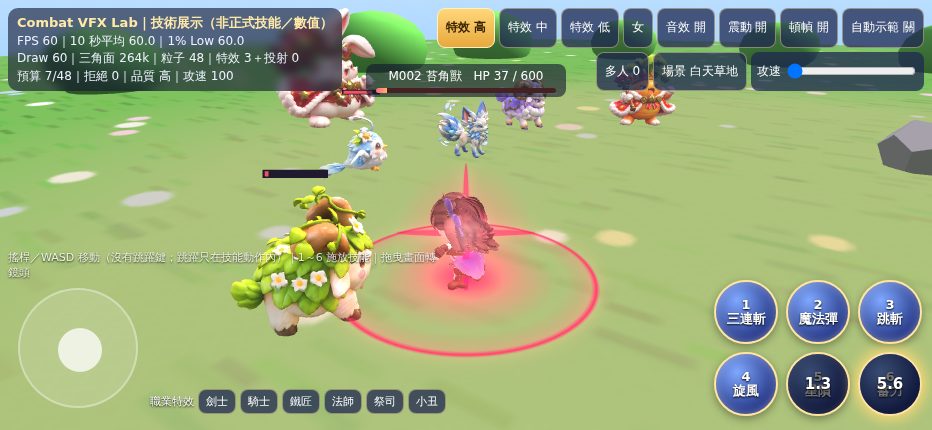 Combat VFX Lab｜技術展示（非正式技能／數值）
FPS 60｜10 秒平均 60.0｜1% Low 60.0
Draw 60｜三角面 264k｜粒子 48｜特效 3＋投射 0
預算 7/48｜拒絕 0｜品質 高｜攻速 100
特效 高
特效 中
特效 低
女
音效 開
震動 開
頓幀 開
自動示範 關
多人 0
場景 白天草地
攻速
M002 苔角獸 HP 37 / 600
搖桿／WASD 移動（沒有跳躍鍵；跳躍只在技能動作內）｜1～6 施放技能｜拖曳畫面轉
鏡頭
1
三連斬
2
魔法彈
3
跳斬
4
旋風
1.3
5.6
職業特效
劍士
騎士
鐵匠
法師
祭司
小丑